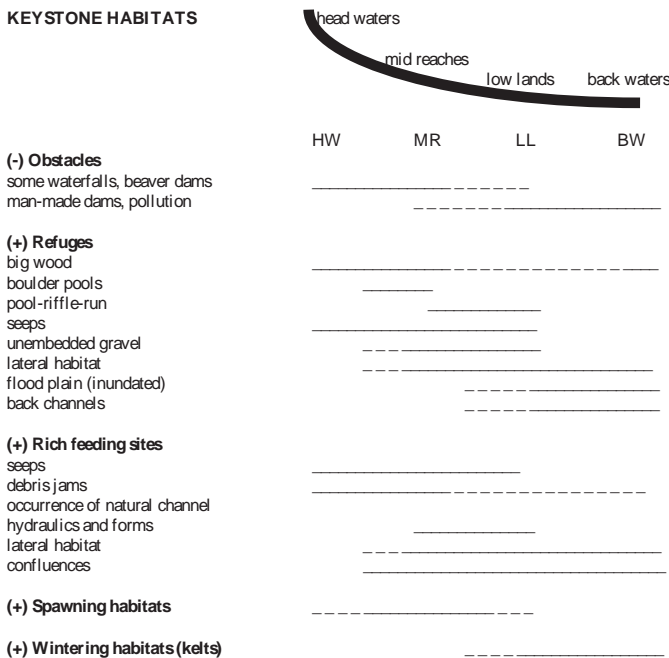 KEYSTONE HABITATS
head waters
mid reaches
low lands back waters
HW MR LL BW
(-) Obstacles
some waterfalls, beaver dams
man-made dams, pollution
(+) Refuges
big wood
boulder pools
pool-riffle-run
seeps
unembedded gravel
lateral habitat
flood plain (inundated)
back channels
(+) Rich feeding sites
seeps
debris jams
occurrence of natural channel
hydraulics and forms
lateral habitat
confluences
(+) Spawning habitats
(+) Wintering habitats (kelts)